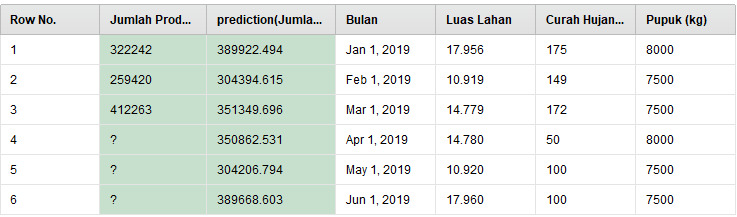 Row No. Jumlah Prod... prediction(Jumla... Bulan Luas Lahan Curah Hujan... Pupuk (kg)
1 322242 389922.494 Jan 1, 2019 17.956 175 8000
2 259420 304394.615 Feb 1, 2019 10.919 149 7500
3 412263 351349.696 Mar 1, 2019 14.779 172 7500
4 ? 350862.531 Apr 1, 2019 14.780 50 8000
5 ? 304206.794 May 1, 2019 10.920 100 7500
6 ? 389668.603 Jun 1, 2019 17.960 100 7500